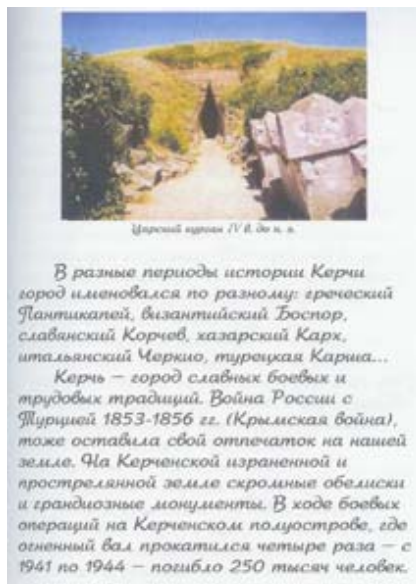 Царский курган IV в. до н. э.
В разные периоды истории Керчи
город именовался по разному: греческий
Пантикапей, византийский Боспор,
славянский Корчев, хазарский Карх,
итальянский Черкио, турецкая Карша...
Керчь – город славных боевых и
трудовых традиций. Война России с
Турцией 1853-1856 гг. (Крымская война),
тоже оставила свой отпечаток на нашей
земле. На Керченской израненной и
прострелянной земле скромные обелиски
и грандиозные монументы. В ходе боевых
операций на Керченском полуострове, где
огненный вал прокатился четыре раза – с
1941 по 1944 – погибло 250 тысяч человек.